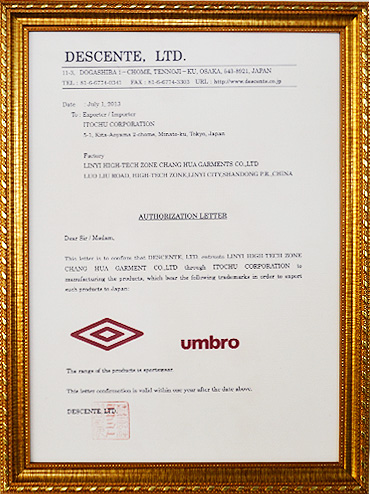 DESCENTE, LTD.
11-3, DOGASHIBA 1-CHOME, TENNOJI-KU, OSAKA, 543-8921, JAPAN
TEL : 81-6-6774-0341 FAX : 81-6-6774-3303 URL : http://www.descente.co.jp
Date : July 1, 2013
To : Exporter / Importer
ITOCHU CORPORATION
5-1, Kita-Aoyama 2-chome, Minato-ku, Tokyo, Japan
Factory
LINYI HIGH-TECH ZONE CHANG HUA GARMENTS CO.,LTD
LUO LIU ROAD, HIGH-TECH ZONE,LINYI CITY,SHANDONG P.R.,CHINA
AUTHORIZATION LETTER
Dear Sir / Madam,
This letter is to confirm that DESCENTE, LTD. entrusts LINYI HIGH-TECH ZONE
CHANG HUA GARMENT CO.,LTD through ITOCHU CORPORATION to
manufacturing the products, which bear the following trademarks in order to export
such products to Japan:
umbro
The range of the products is sportswear.
This letter confirmation is valid within one year after the date above.
DESCENTE, LTD.